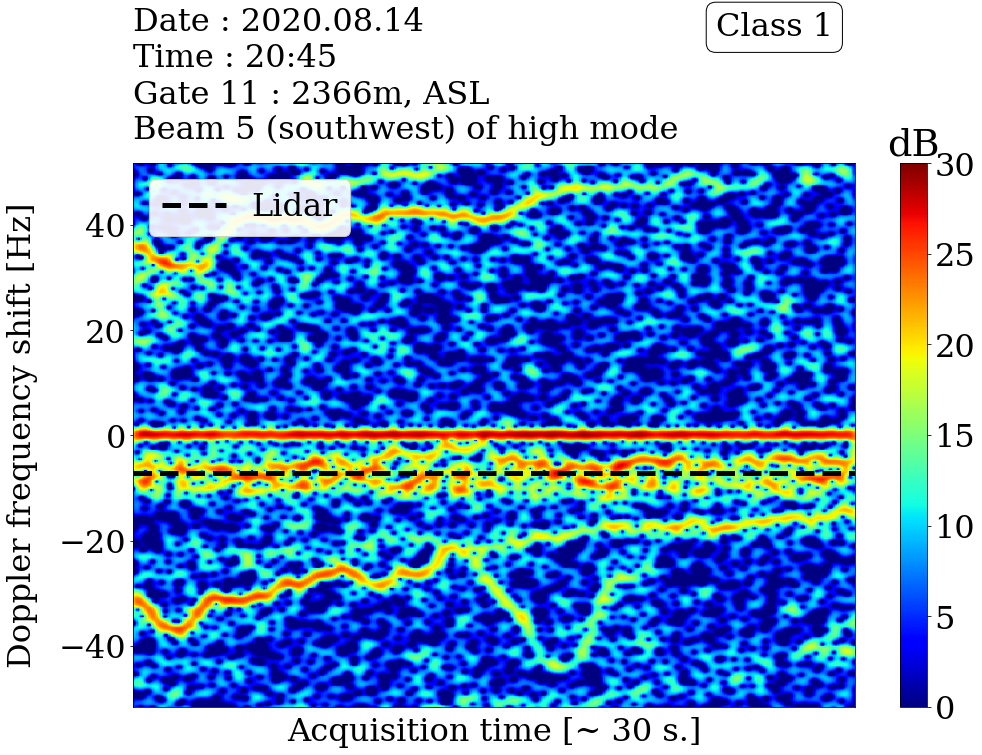 Date : 2020.08.14
Time : 20:45
Gate 11 : 2366m, ASL
Beam 5 (southwest) of high mode
Class 1
dB
Lidar
Doppler frequency shift [Hz]
40
20
0
−20
−40
Acquisition time [~ 30 s.]
30
25
20
15
10
5
0